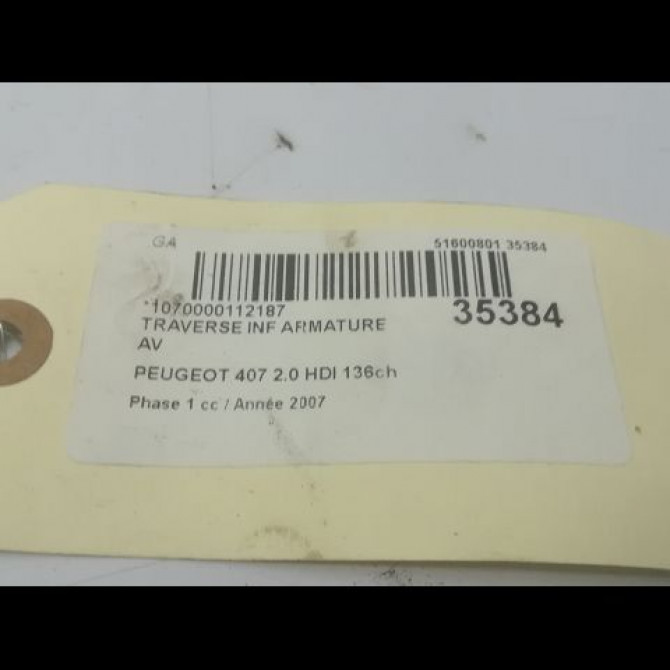 GA 51600801 35384
*1070000112187 35384
TRAVERSE INF ARMATURE
AV
PEUGEOT 407 2.0 HDI 136ch
Phase 1 cc / Année 2007